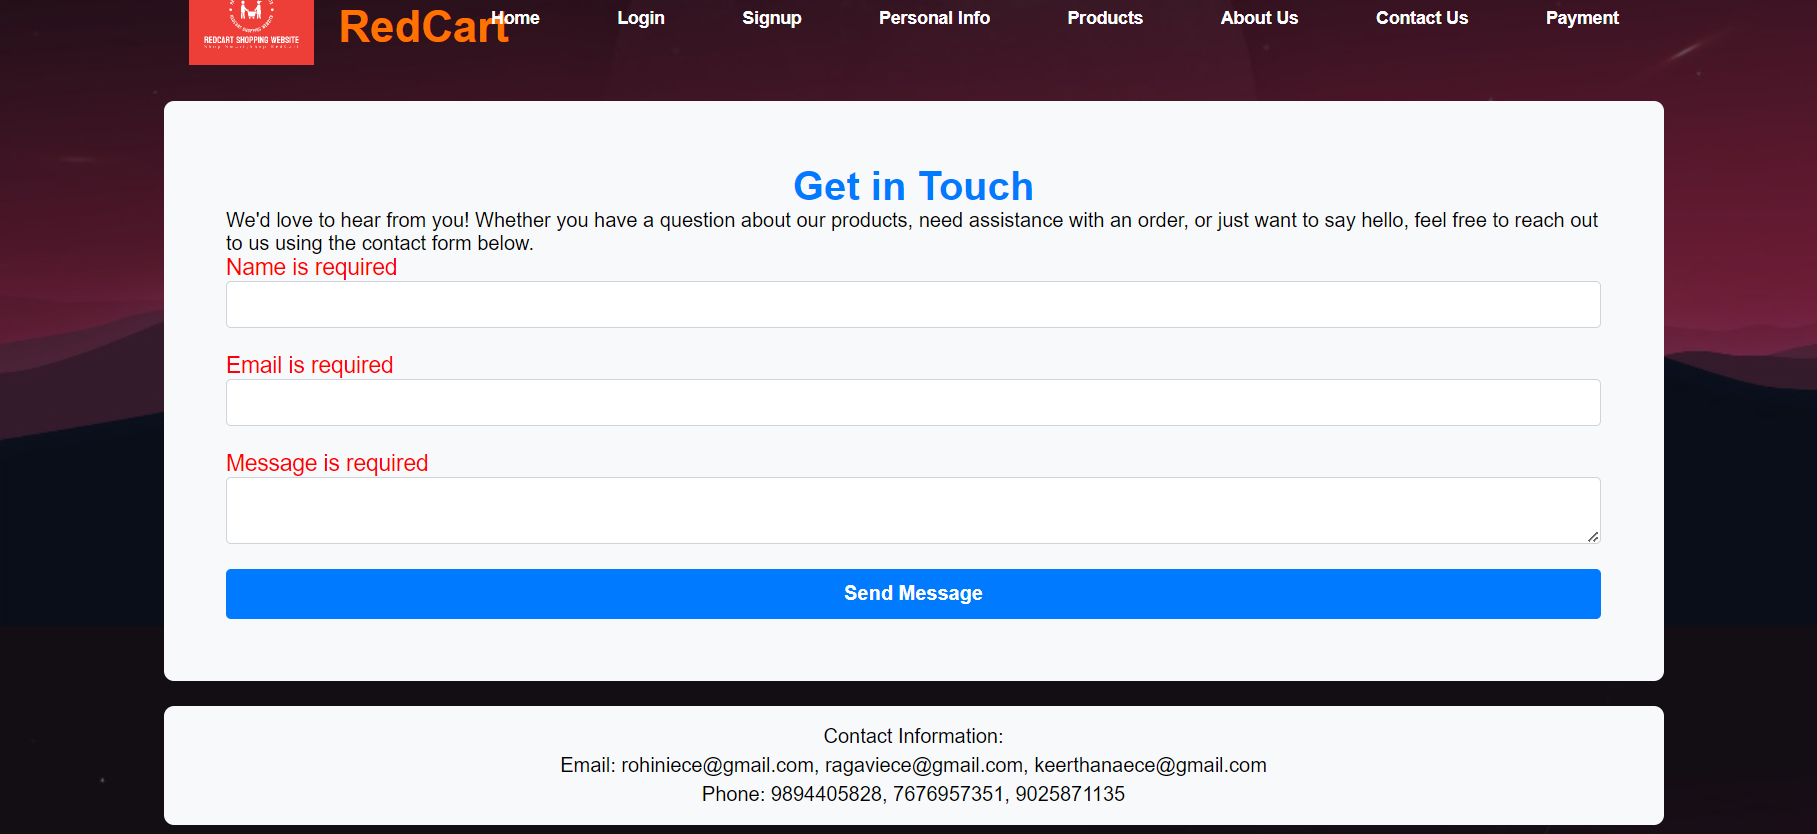 REDCART SHOPPING WEBSITE
RedCart
Home Login Signup Personal Info Products About Us Contact Us Payment
Get in Touch
We'd love to hear from you! Whether you have a question about our products, need assistance with an order, or just want to say hello, feel free to reach out
to us using the contact form below.
Name is required
Email is required
Message is required
Send Message
Contact Information:
Email: rohiniece@gmail.com, ragaviece@gmail.com, keerthanaece@gmail.com
Phone: 9894405828, 7676957351, 9025871135